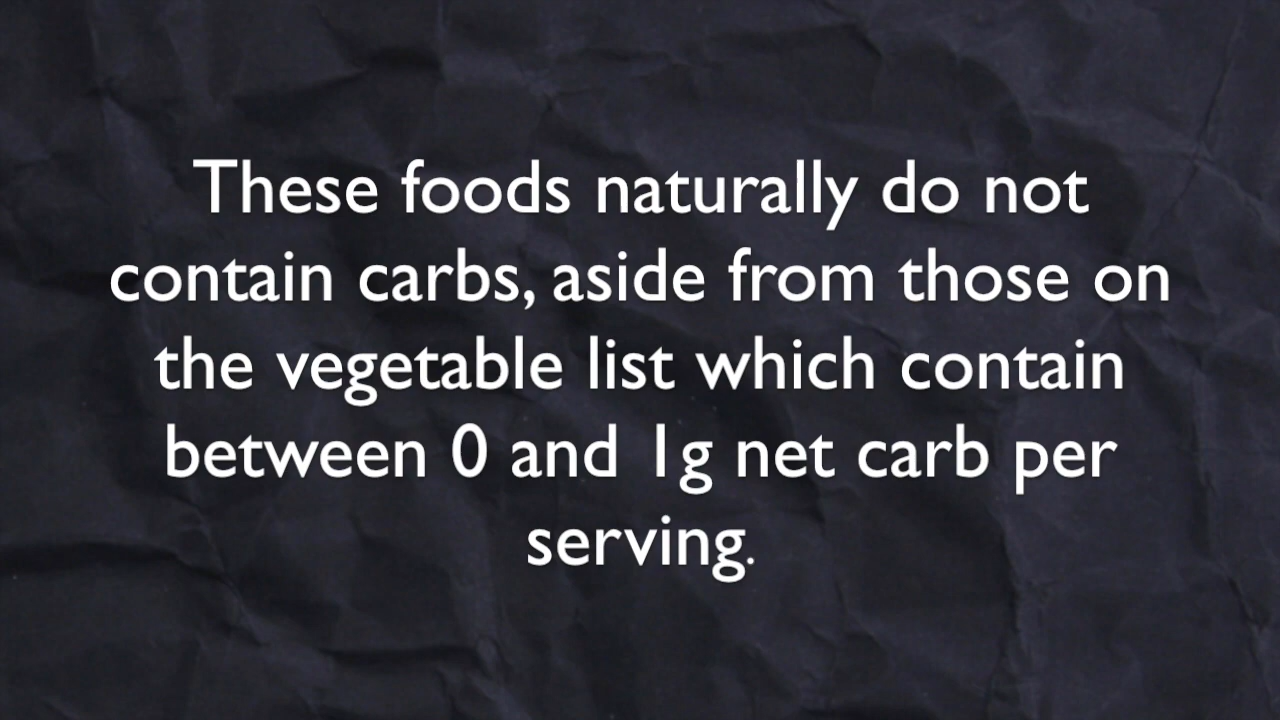 These foods naturally do not
contain carbs, aside from those on
the vegetable list which contain
between 0 and 1g net carb per
serving.